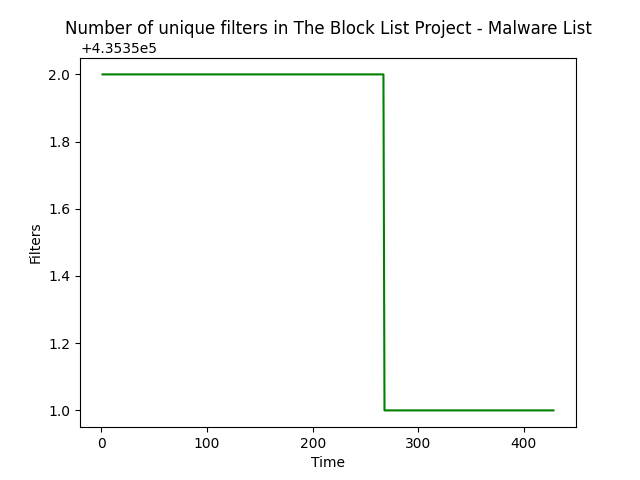 Number of unique filters in The Block List Project - Malware List
+4.3535e5
2.0
1.8
1.6
1.4
1.2
1.0
Filters
0 100 200 300 400
Time